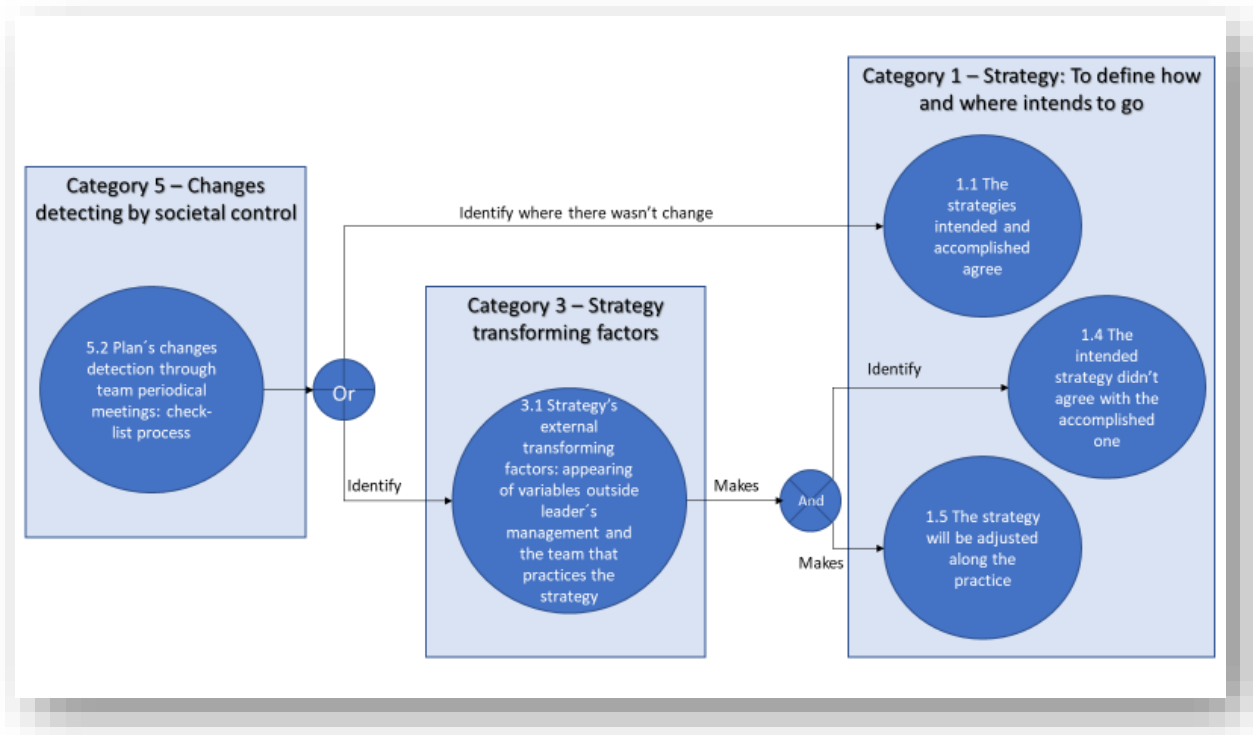 Category 5 – Changes
detecting by societal control
5.2 Plan´s changes
detection through
team periodical
meetings: check-
list process
Or
Identify where there wasn’t change
Identify
Category 3 – Strategy
transforming factors
3.1 Strategy’s
external
transforming
factors: appearing
of variables outside
leader´s
management and
the team that
practices the
strategy
Makes
And
Identify
Makes
Category 1 – Strategy: To define how
and where intends to go
1.1 The
strategies
intended and
accomplished
agree
1.4 The
intended
strategy didn’t
agree with the
accomplished
one
1.5 The strategy
will be adjusted
along the
practice